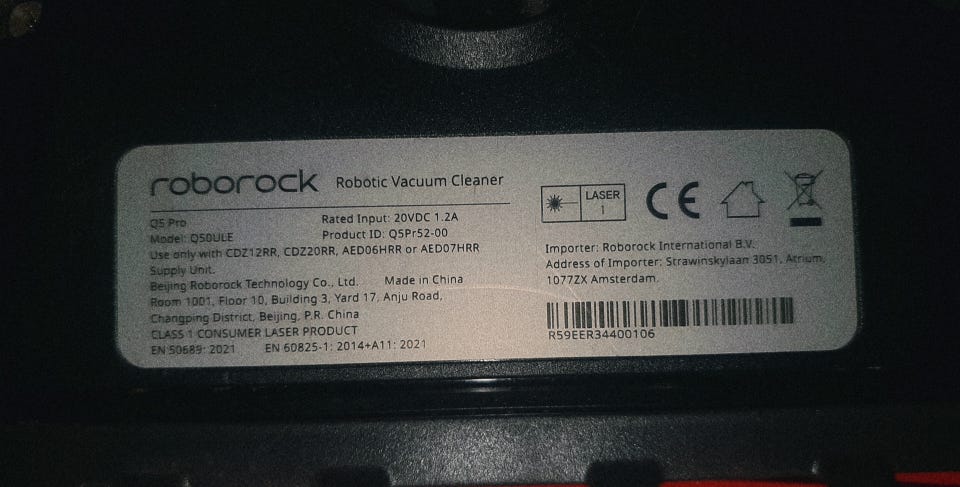 roborock Robotic Vacuum Cleaner
Q5 Pro Rated Input: 20VDC 1.2A
Model: Q50ULE Product ID: Q5Pr52-00
Use only with CDZ12RR, CDZ20RR, AED06HRR or AED07HRR
Supply Unit.
Beijing Roborock Technology Co., Ltd. Made in China
Room 1001, Floor 10, Building 3, Yard 17, Anju Road,
Changping District, Beijing, P.R. China
CLASS 1 CONSUMER LASER PRODUCT
EN 50689: 2021 EN 60825-1: 2014+A11: 2021
LASER
1
CE
Importer: Roborock International B.V.
Address of Importer: Strawinskylaan 3051, Atrium,
1077ZX Amsterdam.
R59EER34400106